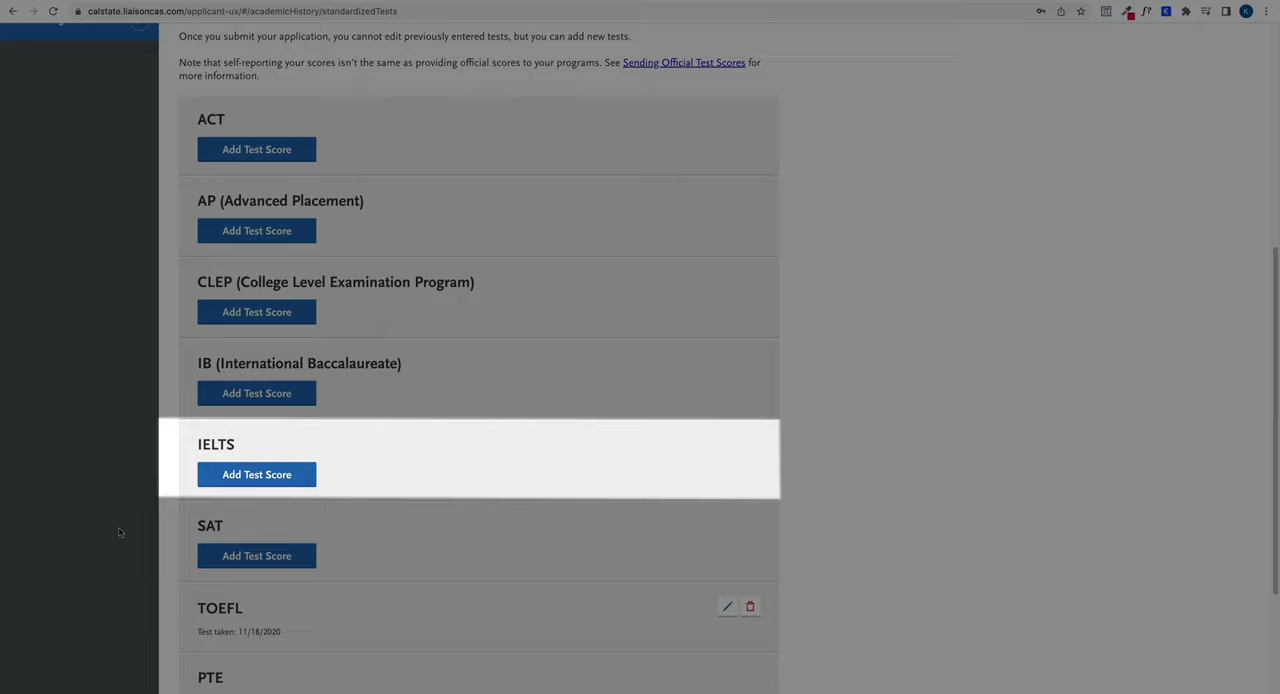 calstate.liaisoncas.com/applicant-ux/#/academicHistory/standardizedTests
Once you submit your application, you cannot edit previously entered tests, but you can add new tests.
Note that self-reporting your scores isn't the same as providing official scores to your programs. See Sending Official Test Scores for
more information.
ACT
Add Test Score
AP (Advanced Placement)
Add Test Score
CLEP (College Level Examination Program)
Add Test Score
IB (International Baccalaureate)
Add Test Score
IELTS
Add Test Score
SAT
Add Test Score
TOEFL
Test taken: 11/18/2020
PTE